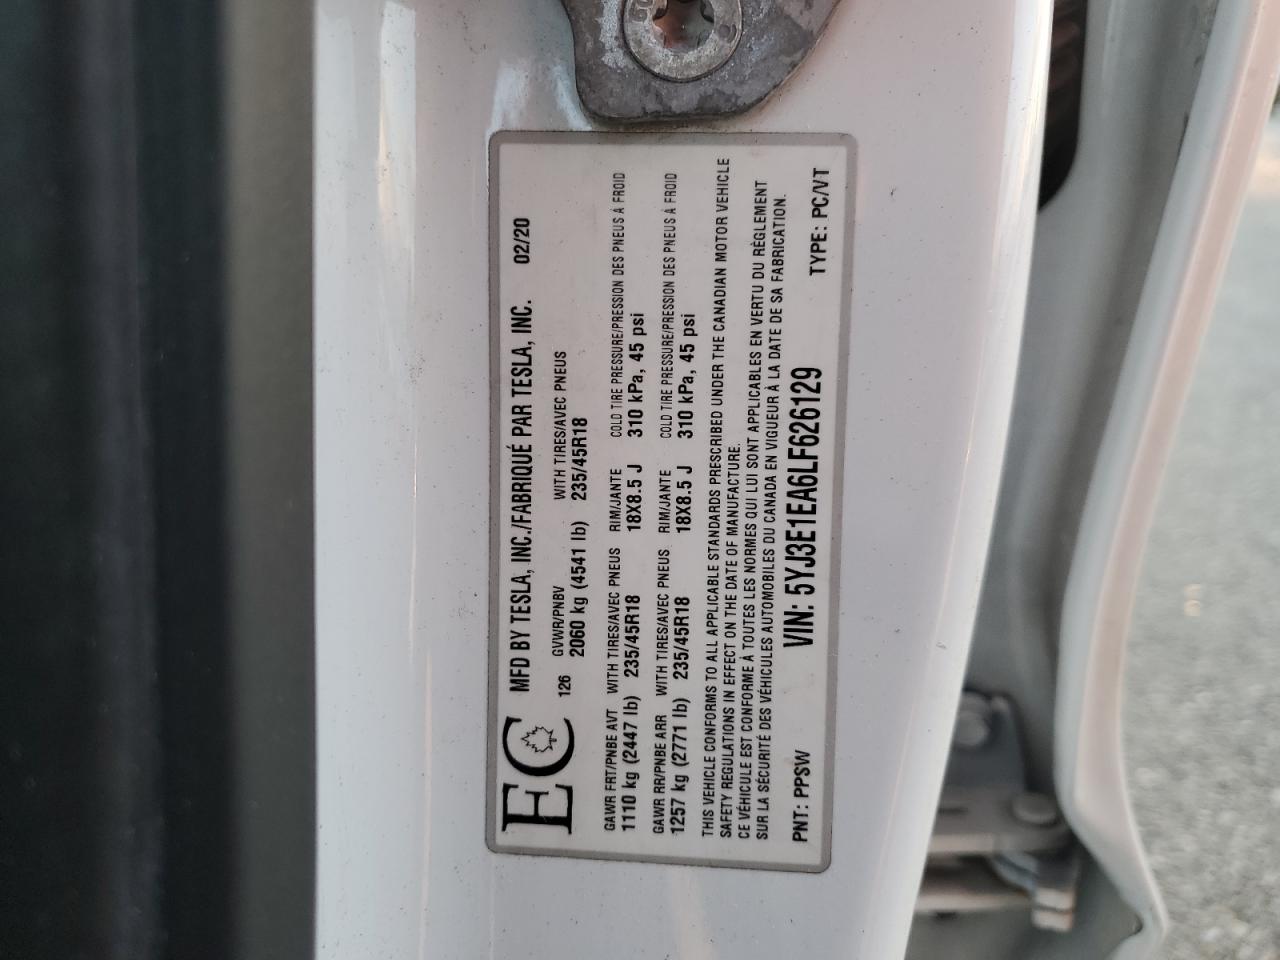 MFD BY TESLA, INC./FABRIQUÉ PAR TESLA, INC. 02/20
EC
126 GVWR/PNBV WITH TIRES/AVEC PNEUS
2060 kg (4541 lb) 235/45R18
GAWR FRT/PNBE AVT WITH TIRES/AVEC PNEUS RIM/JANTE COLD TIRE PRESSURE/PRESSION DES PNEUS À FROID
1110 kg (2447 lb) 235/45R18 18X8.5 J 310 kPa, 45 psi
GAWR RR/PNBE ARR WITH TIRES/AVEC PNEUS RIM/JANTE COLD TIRE PRESSURE/PRESSION DES PNEUS À FROID
1257 kg (2771 lb) 235/45R18 18X8.5 J 310 kPa, 45 psi
THIS VEHICLE CONFORMS TO ALL APPLICABLE STANDARDS PRESCRIBED UNDER THE CANADIAN MOTOR VEHICLE
SAFETY REGULATIONS IN EFFECT ON THE DATE OF MANUFACTURE.
CE VÉHICULE EST CONFORME À TOUTES LES NORMES QUI LUI SONT APPLICABLES EN VERTU DU RÈGLEMENT
SUR LA SÉCURITÉ DES VÉHICULES AUTOMOBILES DU CANADA EN VIGUEUR À LA DATE DE SA FABRICATION.
PNT: PPSW VIN: 5YJ3E1EA6LF626129 TYPE: PC/VT